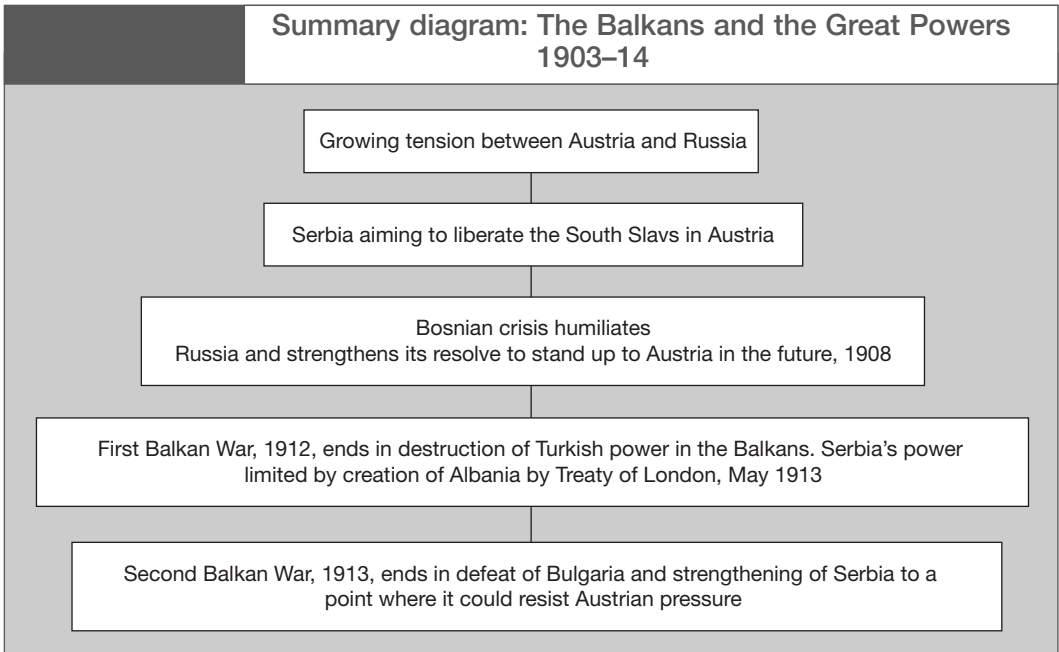 Summary diagram: The Balkans and the Great Powers
1903–14
Growing tension between Austria and Russia
Serbia aiming to liberate the South Slavs in Austria
Bosnian crisis humiliates
Russia and strengthens its resolve to stand up to Austria in the future, 1908
First Balkan War, 1912, ends in destruction of Turkish power in the Balkans. Serbia’s power
limited by creation of Albania by Treaty of London, May 1913
Second Balkan War, 1913, ends in defeat of Bulgaria and strengthening of Serbia to a
point where it could resist Austrian pressure